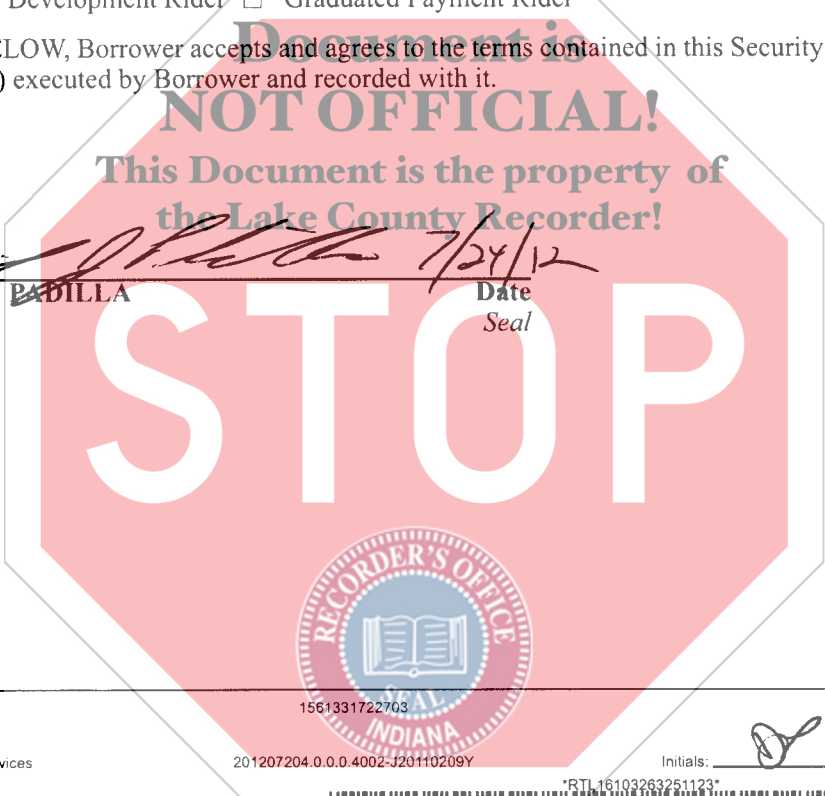 Development Rider ☐ Graduated Payment Rider
ELOW, Borrower accepts and agrees to the terms contained in this Security
) executed by Borrower and recorded with it.
Document is
NOT OFFICIAL!
This Document is the property of
the Lake County Recorder!
7/24/12
PADILLA
Date
Seal
STOP
RECORDER'S OFFICE
SEAL
INDIANA
1561331722703
vices
201207204.0.0.0.4002-J20110209Y
Initials:
*RTL16103263251123*